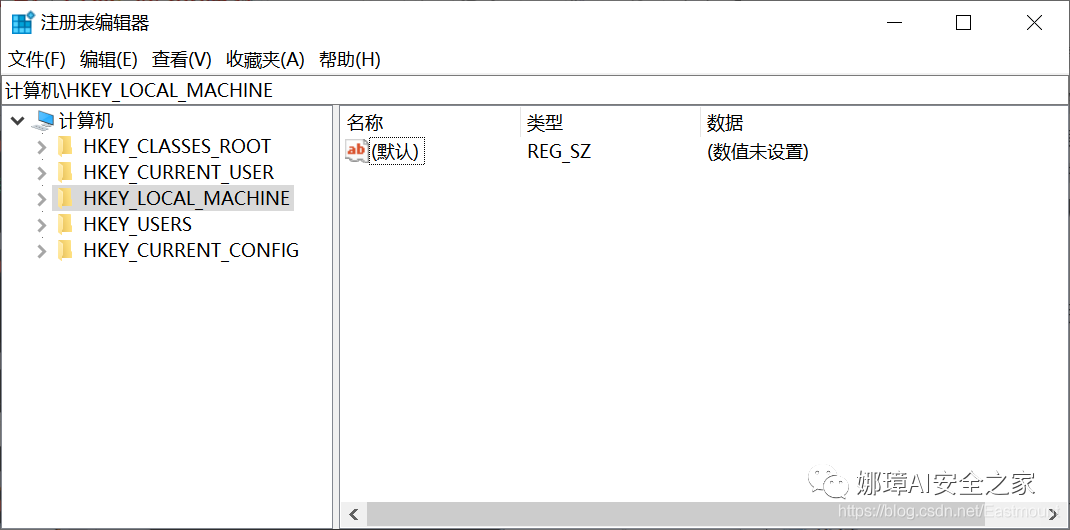 注册表编辑器
文件(F) 编辑(E) 查看(V) 收藏夹(A) 帮助(H)
计算机\HKEY_LOCAL_MACHINE
计算机
HKEY_CLASSES_ROOT
HKEY_CURRENT_USER
HKEY_LOCAL_MACHINE
HKEY_USERS
HKEY_CURRENT_CONFIG
名称 类型 数据
ab (默认) REG_SZ (数值未设置)
娜璋AI安全之家
https://blog.csdn.net/Eastmount